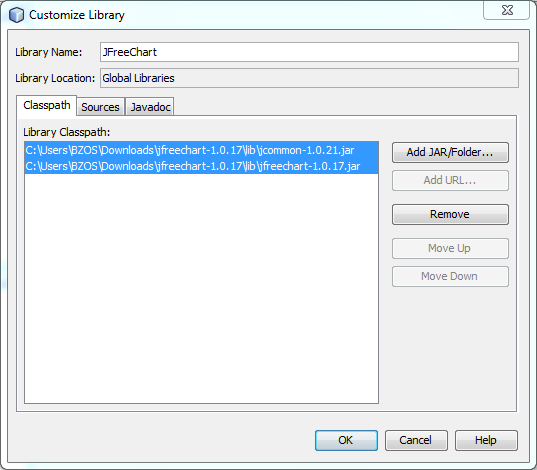 Customize Library
Library Name: JFreeChart
Library Location: Global Libraries
Classpath Sources Javadoc
Library Classpath:
C:\Users\BZOS\Downloads\jfreechart-1.0.17\lib\jcommon-1.0.21.jar
C:\Users\BZOS\Downloads\jfreechart-1.0.17\lib\jfreechart-1.0.17.jar
Add JAR/Folder...
Add URL...
Remove
Move Up
Move Down
OK Cancel Help